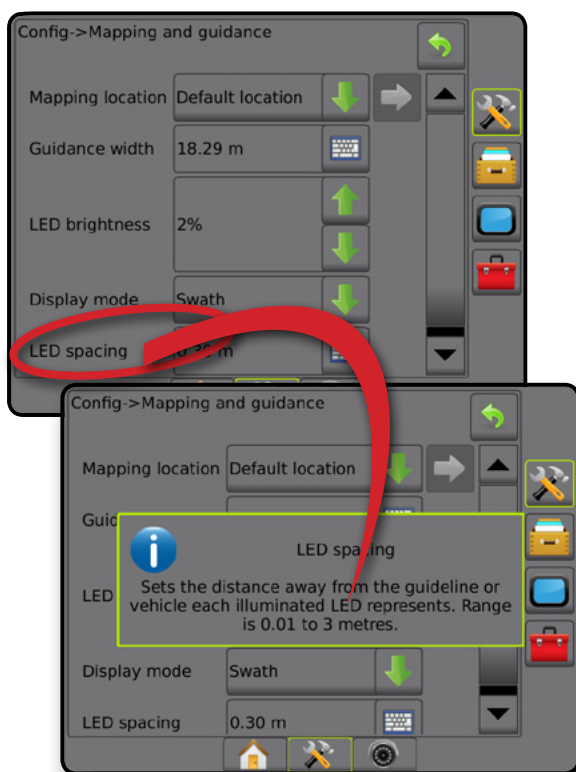 Config->Mapping and guidance
Mapping location Default location
Guidance width 18.29 m
LED brightness 2%
Display mode Swath
LED spacing m
Config->Mapping and guidance
Mapping location Default location
LED spacing
LED
Sets the distance away from the guideline or
vehicle each illuminated LED represents. Range
is 0.01 to 3 metres.
Display mode Swath
LED spacing 0.30 m